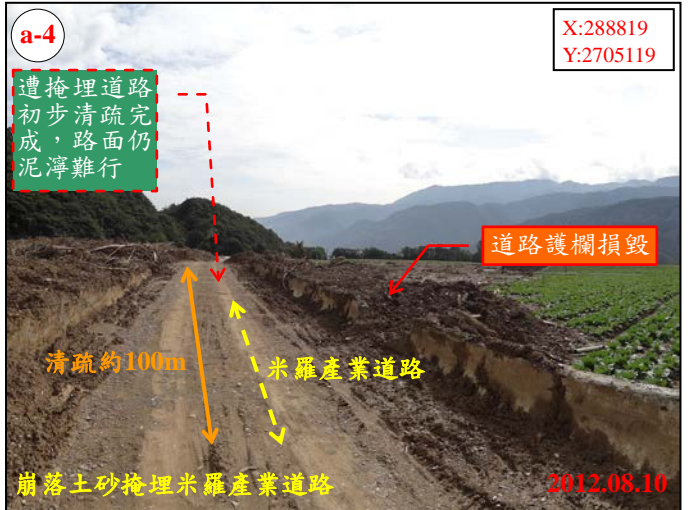 a-4
X:288819
Y:2705119
遭掩埋道路
初步清疏完
成，路面仍
泥濘難行
道路護欄損毀
清疏約100m
米羅產業道路
崩落土砂掩埋米羅產業道路
2012.08.10